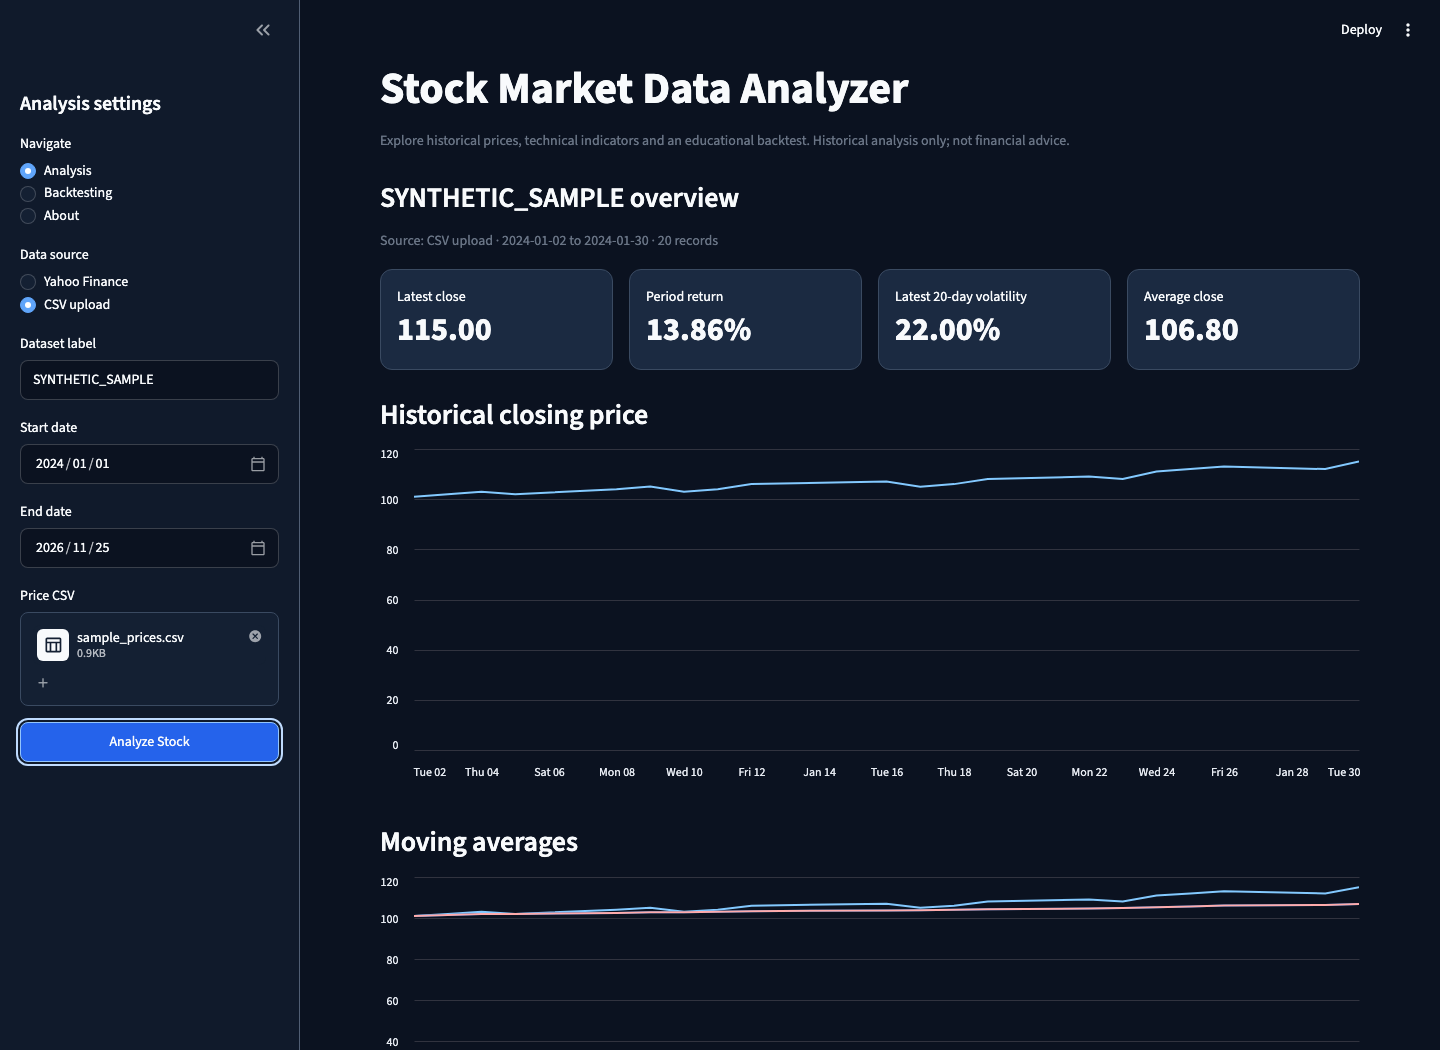 Deploy
Analysis settings
Navigate
Analysis
Backtesting
About
Data source
Yahoo Finance
CSV upload
Dataset label
SYNTHETIC_SAMPLE
Start date
2024/01/01
End date
2026/11/25
Price CSV
sample_prices.csv
0.9KB
Analyze Stock
Stock Market Data Analyzer
Explore historical prices, technical indicators and an educational backtest. Historical analysis only; not financial advice.
SYNTHETIC_SAMPLE overview
Source: CSV upload · 2024-01-02 to 2024-01-30 · 20 records
Latest close
115.00
Period return
13.86%
Latest 20-day volatility
22.00%
Average close
106.80
Historical closing price
120
100
80
60
40
20
0
Tue 02 Thu 04 Sat 06 Mon 08 Wed 10 Fri 12 Jan 14 Tue 16 Thu 18 Sat 20 Mon 22 Wed 24 Fri 26 Jan 28 Tue 30
Moving averages
120
100
80
60
40